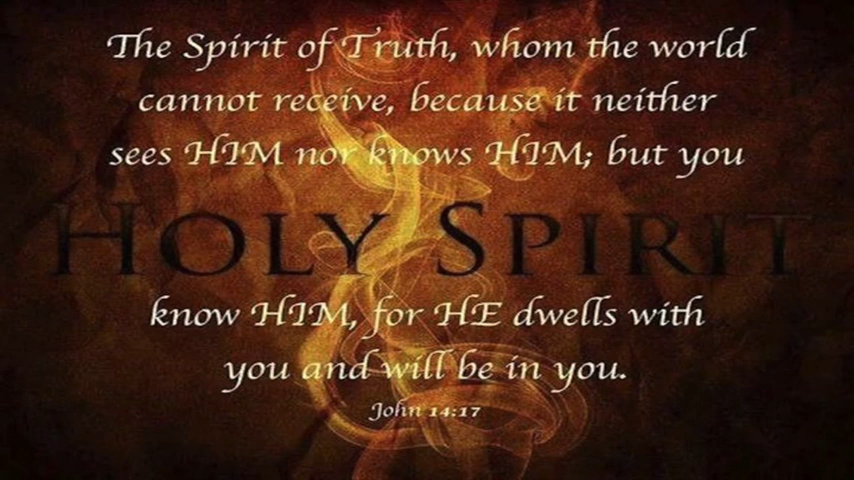 The Spirit of Truth, whom the world
cannot receive, because it neither
sees HIM nor knows HIM; but you
HOLY SPIRIT
know HIM, for HE dwells with
you and will be in you.
John 14:17